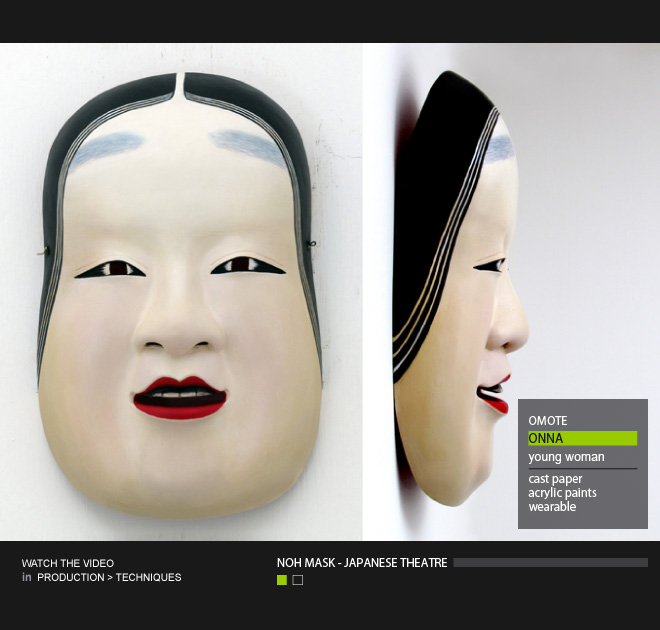 OMOTE
ONNA
young woman
cast paper
acrylic paints
wearable
WATCH THE VIDEO
in PRODUCTION > TECHNIQUES
NOH MASK - JAPANESE THEATRE